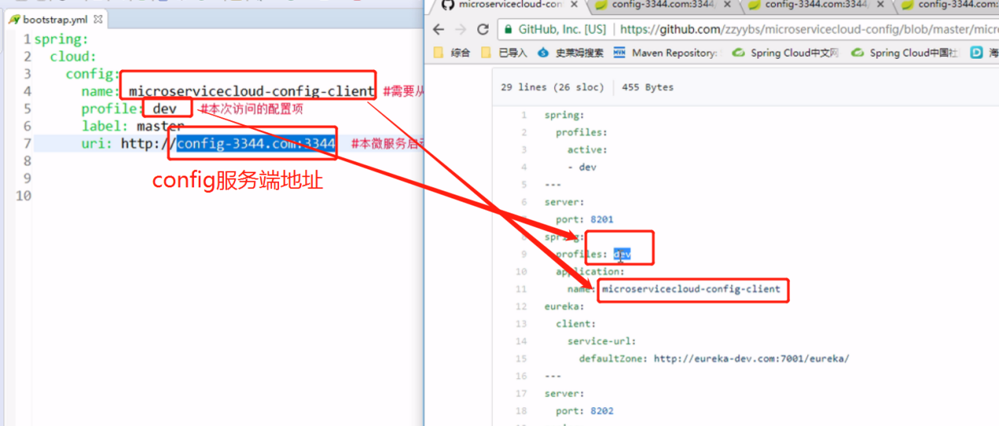 bootstrap.yml
1 spring:
2 cloud:
3 config:
4 name: microservicecloud-config-client #需要从
5 profile: dev #本次访问的配置项
6 label: master
7 uri: http://config-3344.com:3344 #本微服务启
8
9
10
config服务端地址
microservicecloud-con
config-3344.com:3344/
config-3344.com:3344/
config-3344.com:
GitHub, Inc. [US] https://github.com/zzyybs/microservicecloud-config/blob/master/micr
综合 已导入 史莱姆搜索 Maven Repository: Spring Cloud中文网 Spring Cloud中国社 海
29 lines (26 sloc) 455 Bytes
1 spring:
2 profiles:
3 active:
4 - dev
5 ---
6 server:
port: 8201
8 spring:
9 profiles: dev
10 application:
11 name: microservicecloud-config-client
12 eureka:
13 client:
14 service-url:
15 defaultZone: http://eureka-dev.com:7001/eureka/
16 ---
17 server:
18 port: 8202